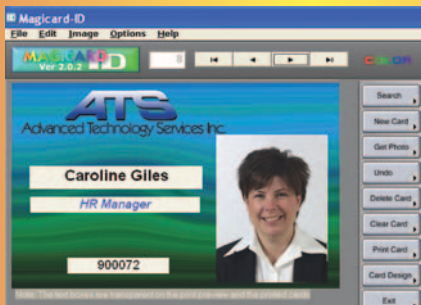 Magicard-ID
File Edit Image Options Help
MAGICARD ID
Ver 2.0.2
8
COLOR
ATS
Advanced Technology Services Inc.
Caroline Giles
HR Manager
900072
Note: The text boxes are transparent on the print preview and the printed cards
Search
New Card
Get Photo
Undo
Delete Card
Clear Card
Print Card
Card Design
Exit